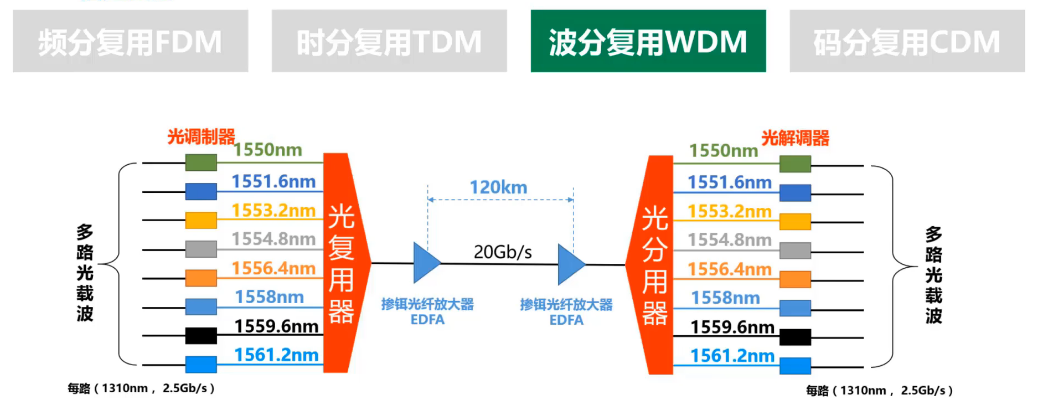 频分复用FDM
时分复用TDM
波分复用WDM
码分复用CDM
光调制器
1550nm
1551.6nm
1553.2nm
1554.8nm
1556.4nm
1558nm
1559.6nm
1561.2nm
多路光载波
每路（1310nm，2.5Gb/s）
光复用器
120km
20Gb/s
掺铒光纤放大器
EDFA
掺铒光纤放大器
EDFA
光分用器
光解调器
1550nm
1551.6nm
1553.2nm
1554.8nm
1556.4nm
1558nm
1559.6nm
1561.2nm
多路光载波
每路（1310nm，2.5Gb/s）